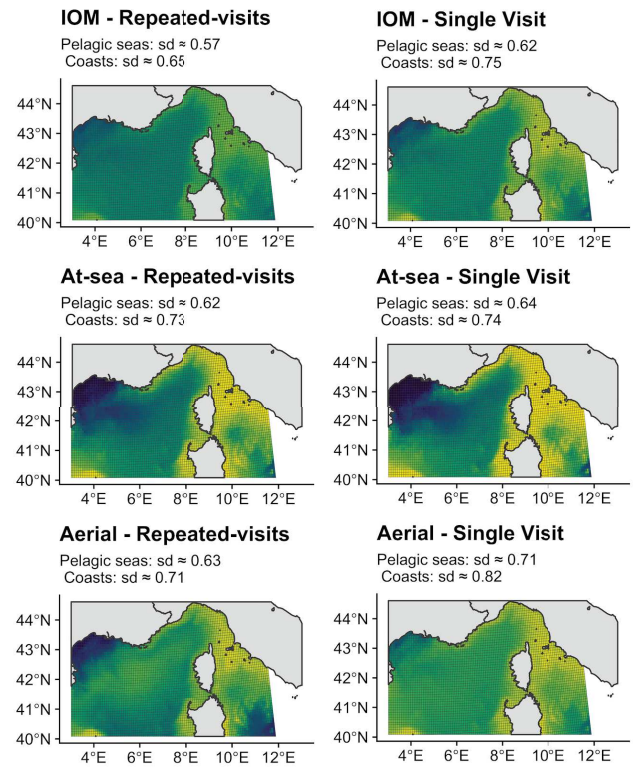 IOM - Repeated-visits
Pelagic seas: sd ≈ 0.57
Coasts: sd ≈ 0.65
44°N
43°N
42°N
41°N
40°N
4°E 6°E 8°E 10°E 12°E
IOM - Single Visit
Pelagic seas: sd ≈ 0.62
Coasts: sd ≈ 0.75
44°N
43°N
42°N
41°N
40°N
4°E 6°E 8°E 10°E 12°E
At-sea - Repeated-visits
Pelagic seas: sd ≈ 0.62
Coasts: sd ≈ 0.73
44°N
43°N
42°N
41°N
40°N
4°E 6°E 8°E 10°E 12°E
At-sea - Single Visit
Pelagic seas: sd ≈ 0.64
Coasts: sd ≈ 0.74
44°N
43°N
42°N
41°N
40°N
4°E 6°E 8°E 10°E 12°E
Aerial - Repeated-visits
Pelagic seas: sd ≈ 0.63
Coasts: sd ≈ 0.71
44°N
43°N
42°N
41°N
40°N
4°E 6°E 8°E 10°E 12°E
Aerial - Single Visit
Pelagic seas: sd ≈ 0.71
Coasts: sd ≈ 0.82
44°N
43°N
42°N
41°N
40°N
4°E 6°E 8°E 10°E 12°E